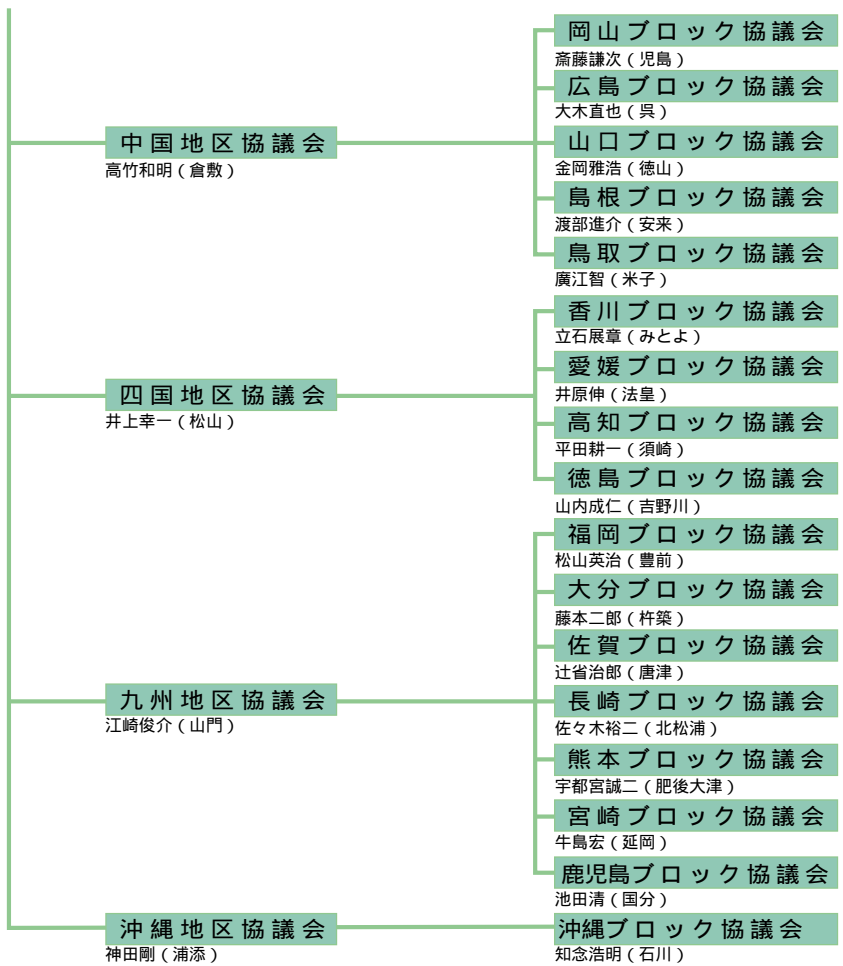 中国地区協議会
高竹和明(倉敷)
岡山ブロック協議会
斎藤謙次(児島)
広島ブロック協議会
大木直也(呉)
山口ブロック協議会
金岡雅浩(徳山)
島根ブロック協議会
渡部進介(安来)
鳥取ブロック協議会
廣江智(米子)
四国地区協議会
井上幸一(松山)
香川ブロック協議会
立石展章(みとよ)
愛媛ブロック協議会
井原伸(法皇)
高知ブロック協議会
平田耕一(須崎)
徳島ブロック協議会
山内成仁(吉野川)
九州地区協議会
江崎俊介(山門)
福岡ブロック協議会
松山英治(豊前)
大分ブロック協議会
藤本二郎(杵築)
佐賀ブロック協議会
辻省治郎(唐津)
長崎ブロック協議会
佐々木裕二(北松浦)
熊本ブロック協議会
宇都宮誠二(肥後大津)
宮崎ブロック協議会
牛島宏(延岡)
鹿児島ブロック協議会
池田清(国分)
沖縄地区協議会
神田剛(浦添)
沖縄ブロック協議会
知念浩明(石川)